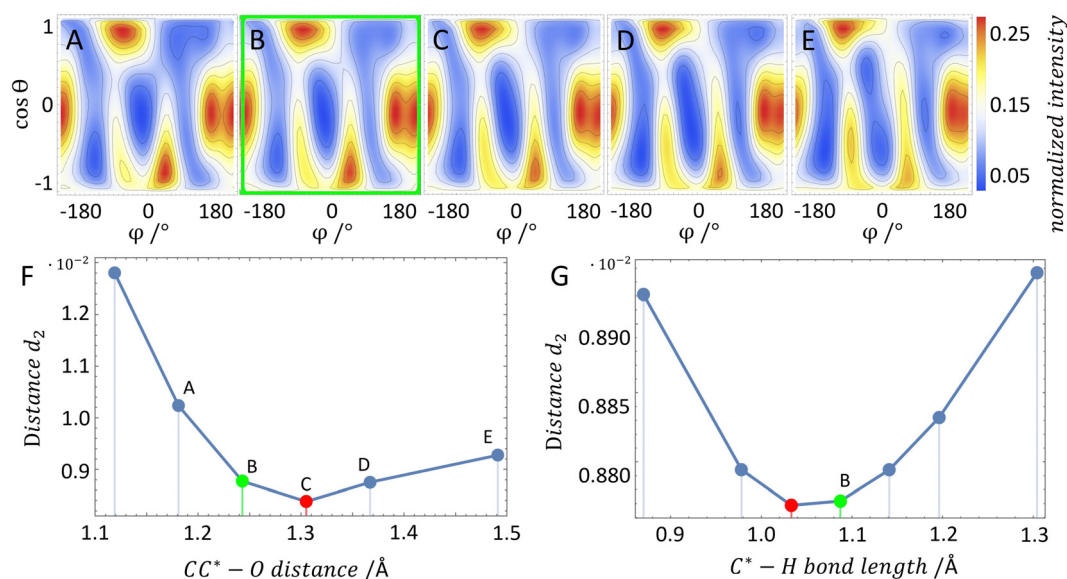 A B C D E
1
0
-1
cos Θ
-180 0 180 -180 0 180 -180 0 180 -180 0 180 -180 0 180
φ /° φ /° φ /° φ /° φ /°
0.25
0.15
0.05
normalized intensity
F
· 10⁻²
1.2
1.1
1.0
0.9
Distance d₂
A
B
C
D
E
1.1 1.2 1.3 1.4 1.5
CC* − O distance /Å
G
· 10⁻²
0.890
0.885
0.880
Distance d₂
B
0.9 1.0 1.1 1.2 1.3
C* − H bond length /Å